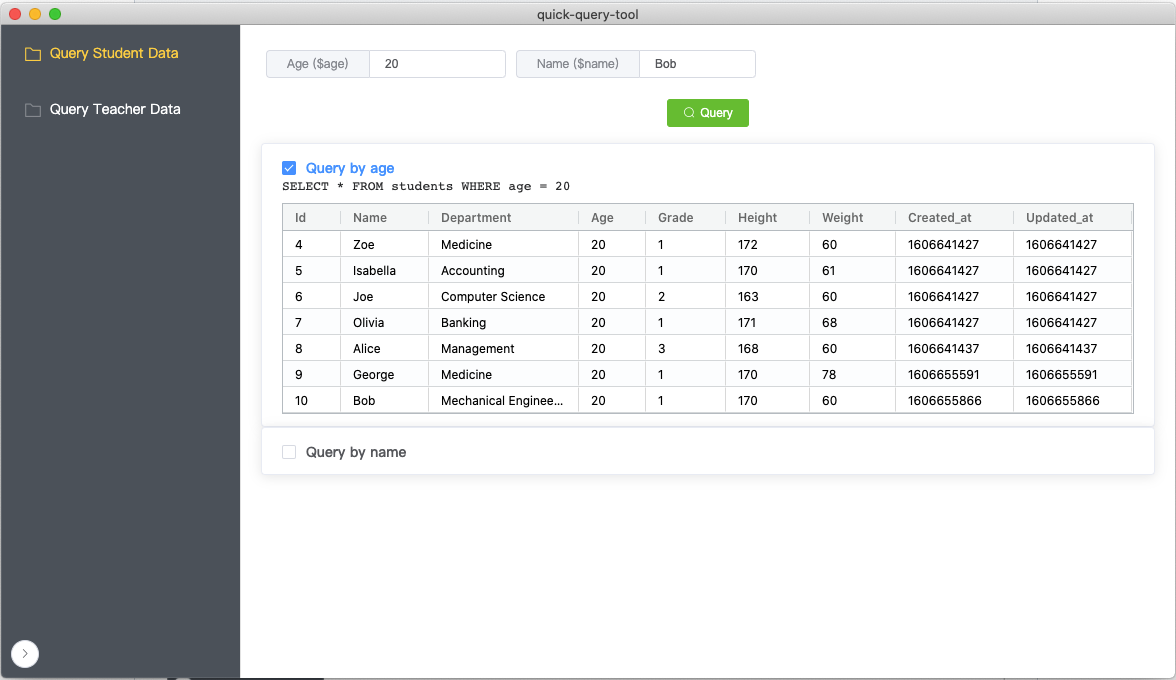 quick-query-tool
Query Student Data
Query Teacher Data
Age ($age) 20 Name ($name) Bob
Query
Query by age
SELECT * FROM students WHERE age = 20
Id Name Department Age Grade Height Weight Created_at Updated_at
4 Zoe Medicine 20 1 172 60 1606641427 1606641427
5 Isabella Accounting 20 1 170 61 1606641427 1606641427
6 Joe Computer Science 20 2 163 60 1606641427 1606641427
7 Olivia Banking 20 1 171 68 1606641427 1606641427
8 Alice Management 20 3 168 60 1606641437 1606641437
9 George Medicine 20 1 170 78 1606655591 1606655591
10 Bob Mechanical Enginee... 20 1 170 60 1606655866 1606655866
Query by name